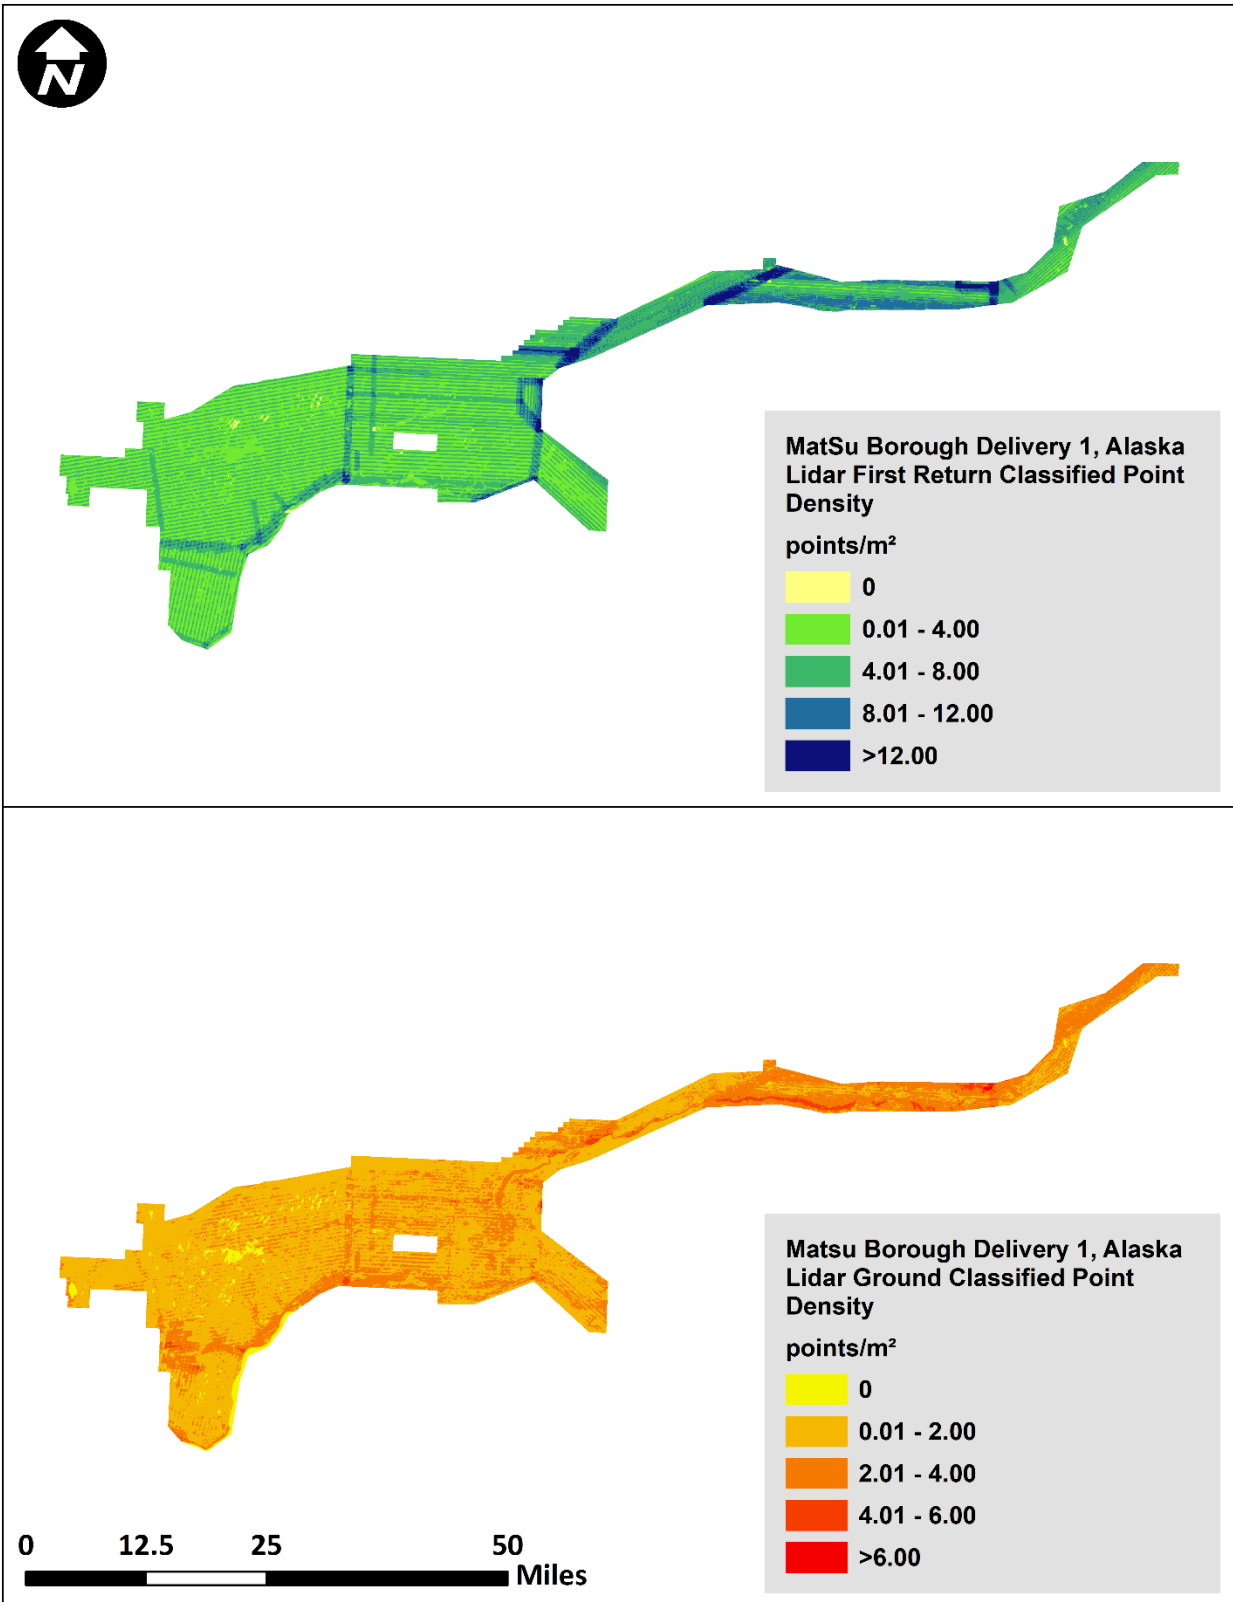 N
MatSu Borough Delivery 1, Alaska
Lidar First Return Classified Point
Density
points/m²
0
0.01 - 4.00
4.01 - 8.00
8.01 - 12.00
>12.00
Matsu Borough Delivery 1, Alaska
Lidar Ground Classified Point
Density
points/m²
0
0.01 - 2.00
2.01 - 4.00
4.01 - 6.00
>6.00
0 12.5 25 50
Miles